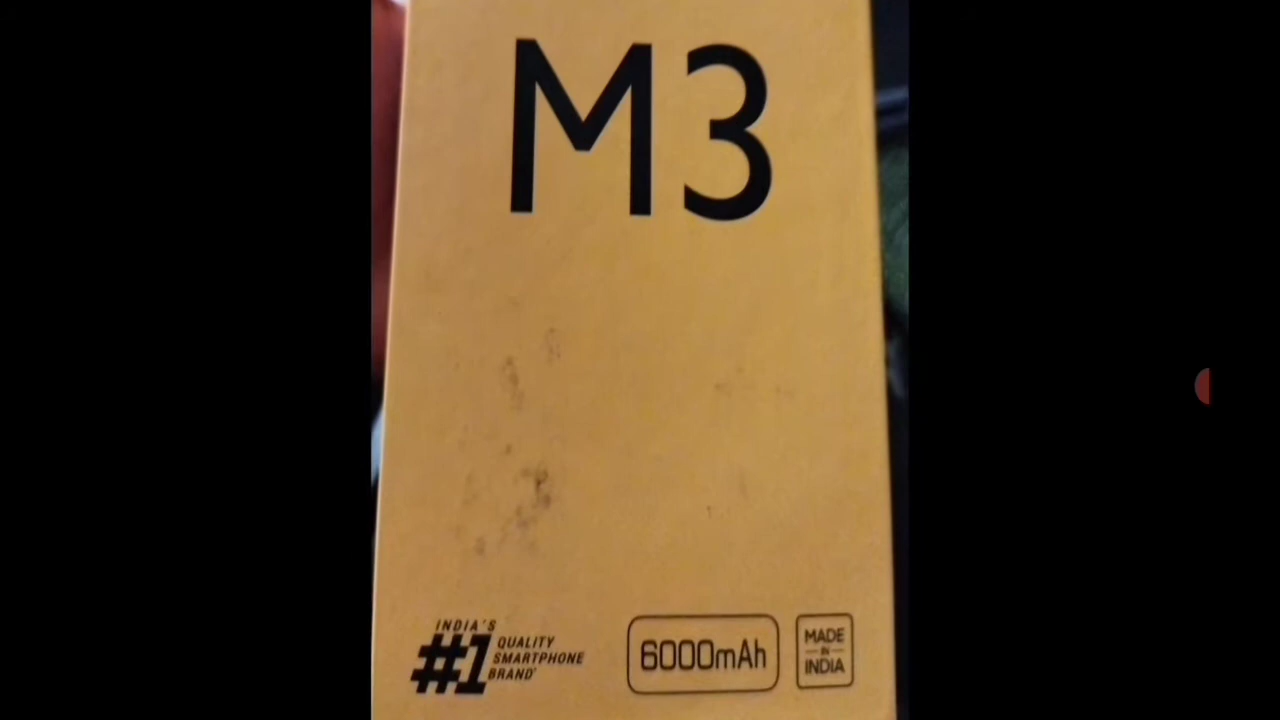 M3
INDIA'S
#1 QUALITY
SMARTPHONE
BRAND*
6000mAh
MADE
IN
INDIA